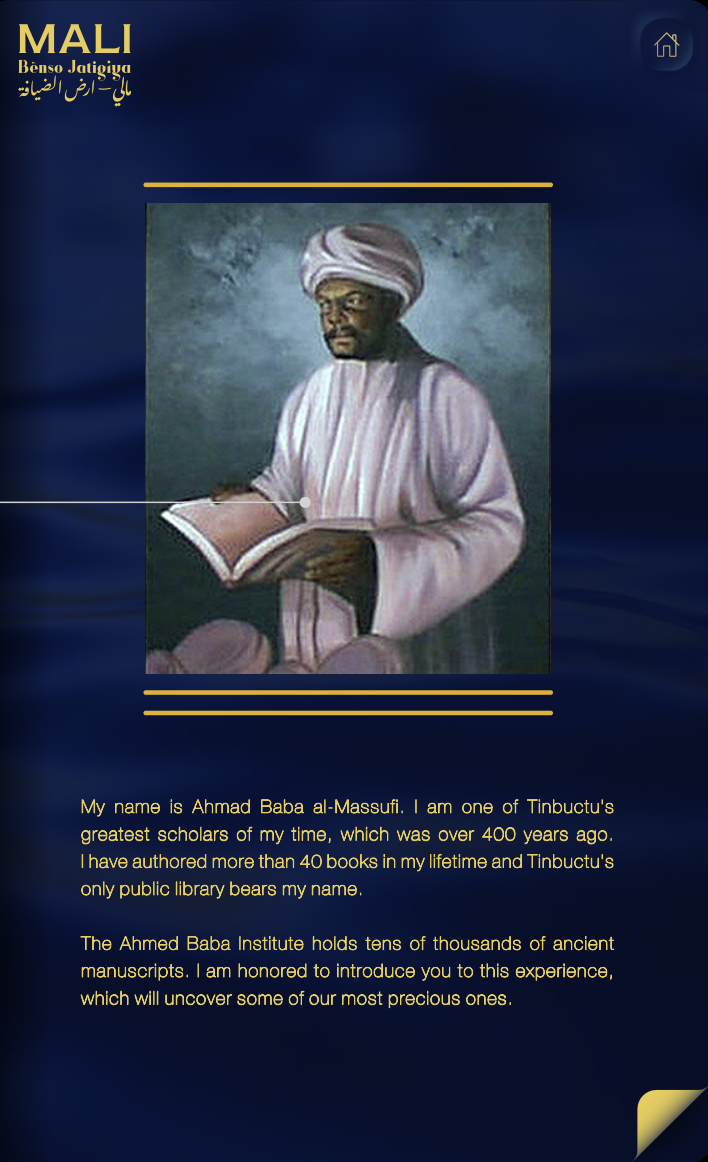 MALI
Bènso Jatigiya
مالي - ارض الضيافة
My name is Ahmad Baba al-Massufi. I am one of Tinbuctu's
greatest scholars of my time, which was over 400 years ago.
I have authored more than 40 books in my lifetime and Tinbuctu's
only public library bears my name.
The Ahmed Baba Institute holds tens of thousands of ancient
manuscripts. I am honored to introduce you to this experience,
which will uncover some of our most precious ones.